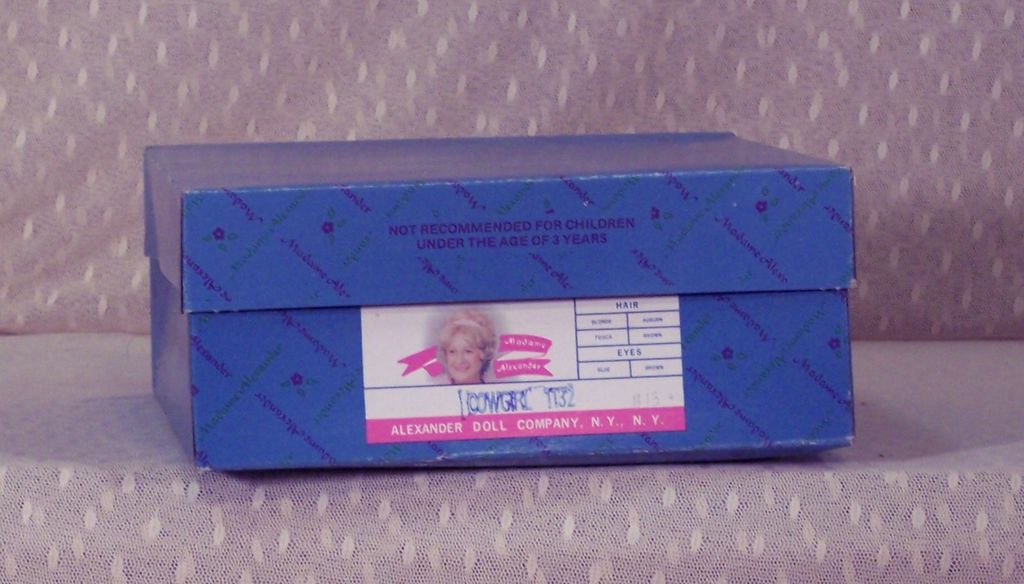 NOT RECOMMENDED FOR CHILDREN
UNDER THE AGE OF 3 YEARS
Madame
Alexander
HAIR
BLONDE AUBURN
TOSCA BROWN
EYES
BLUE BROWN
COWGIRL 1132
ALEXANDER DOLL COMPANY, N.Y., N.Y.